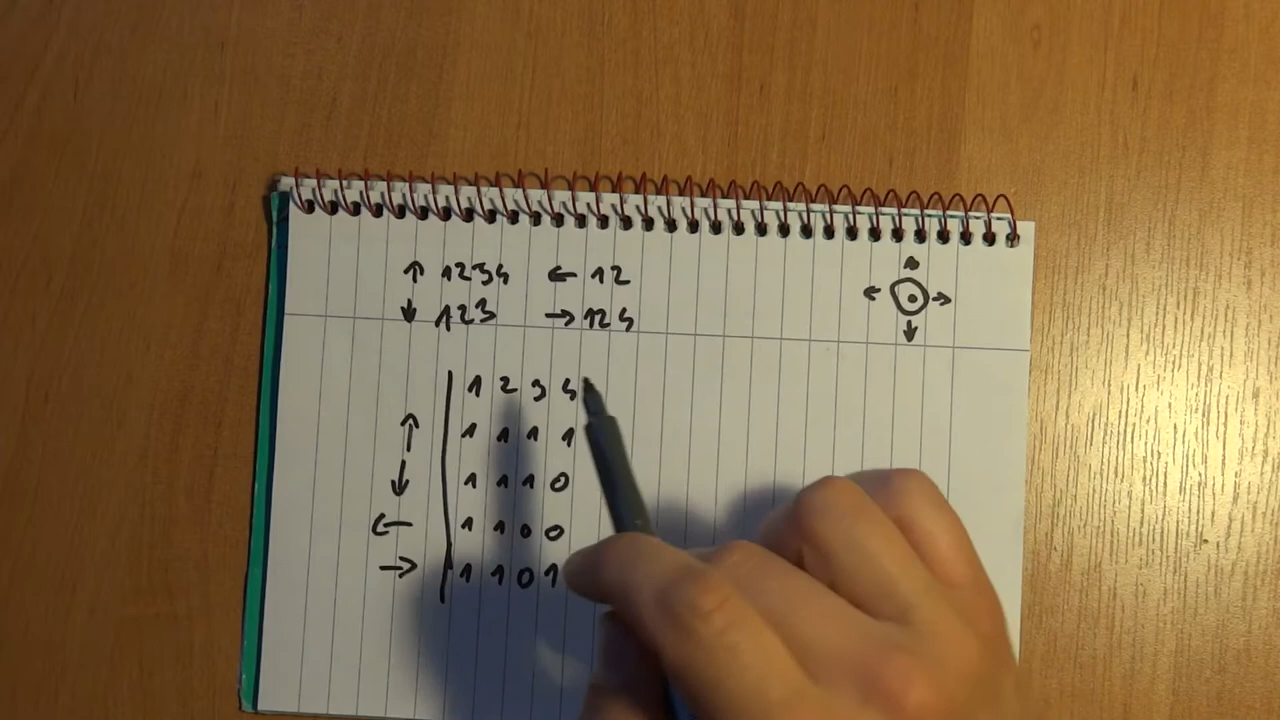 ↑ 1234 ← 12
↓ 123 → 124
1 2 3 4
↑ 1 1 1 1
↓ 1 1 1 0
← 1 1 0 0
→ 1 1 0 1